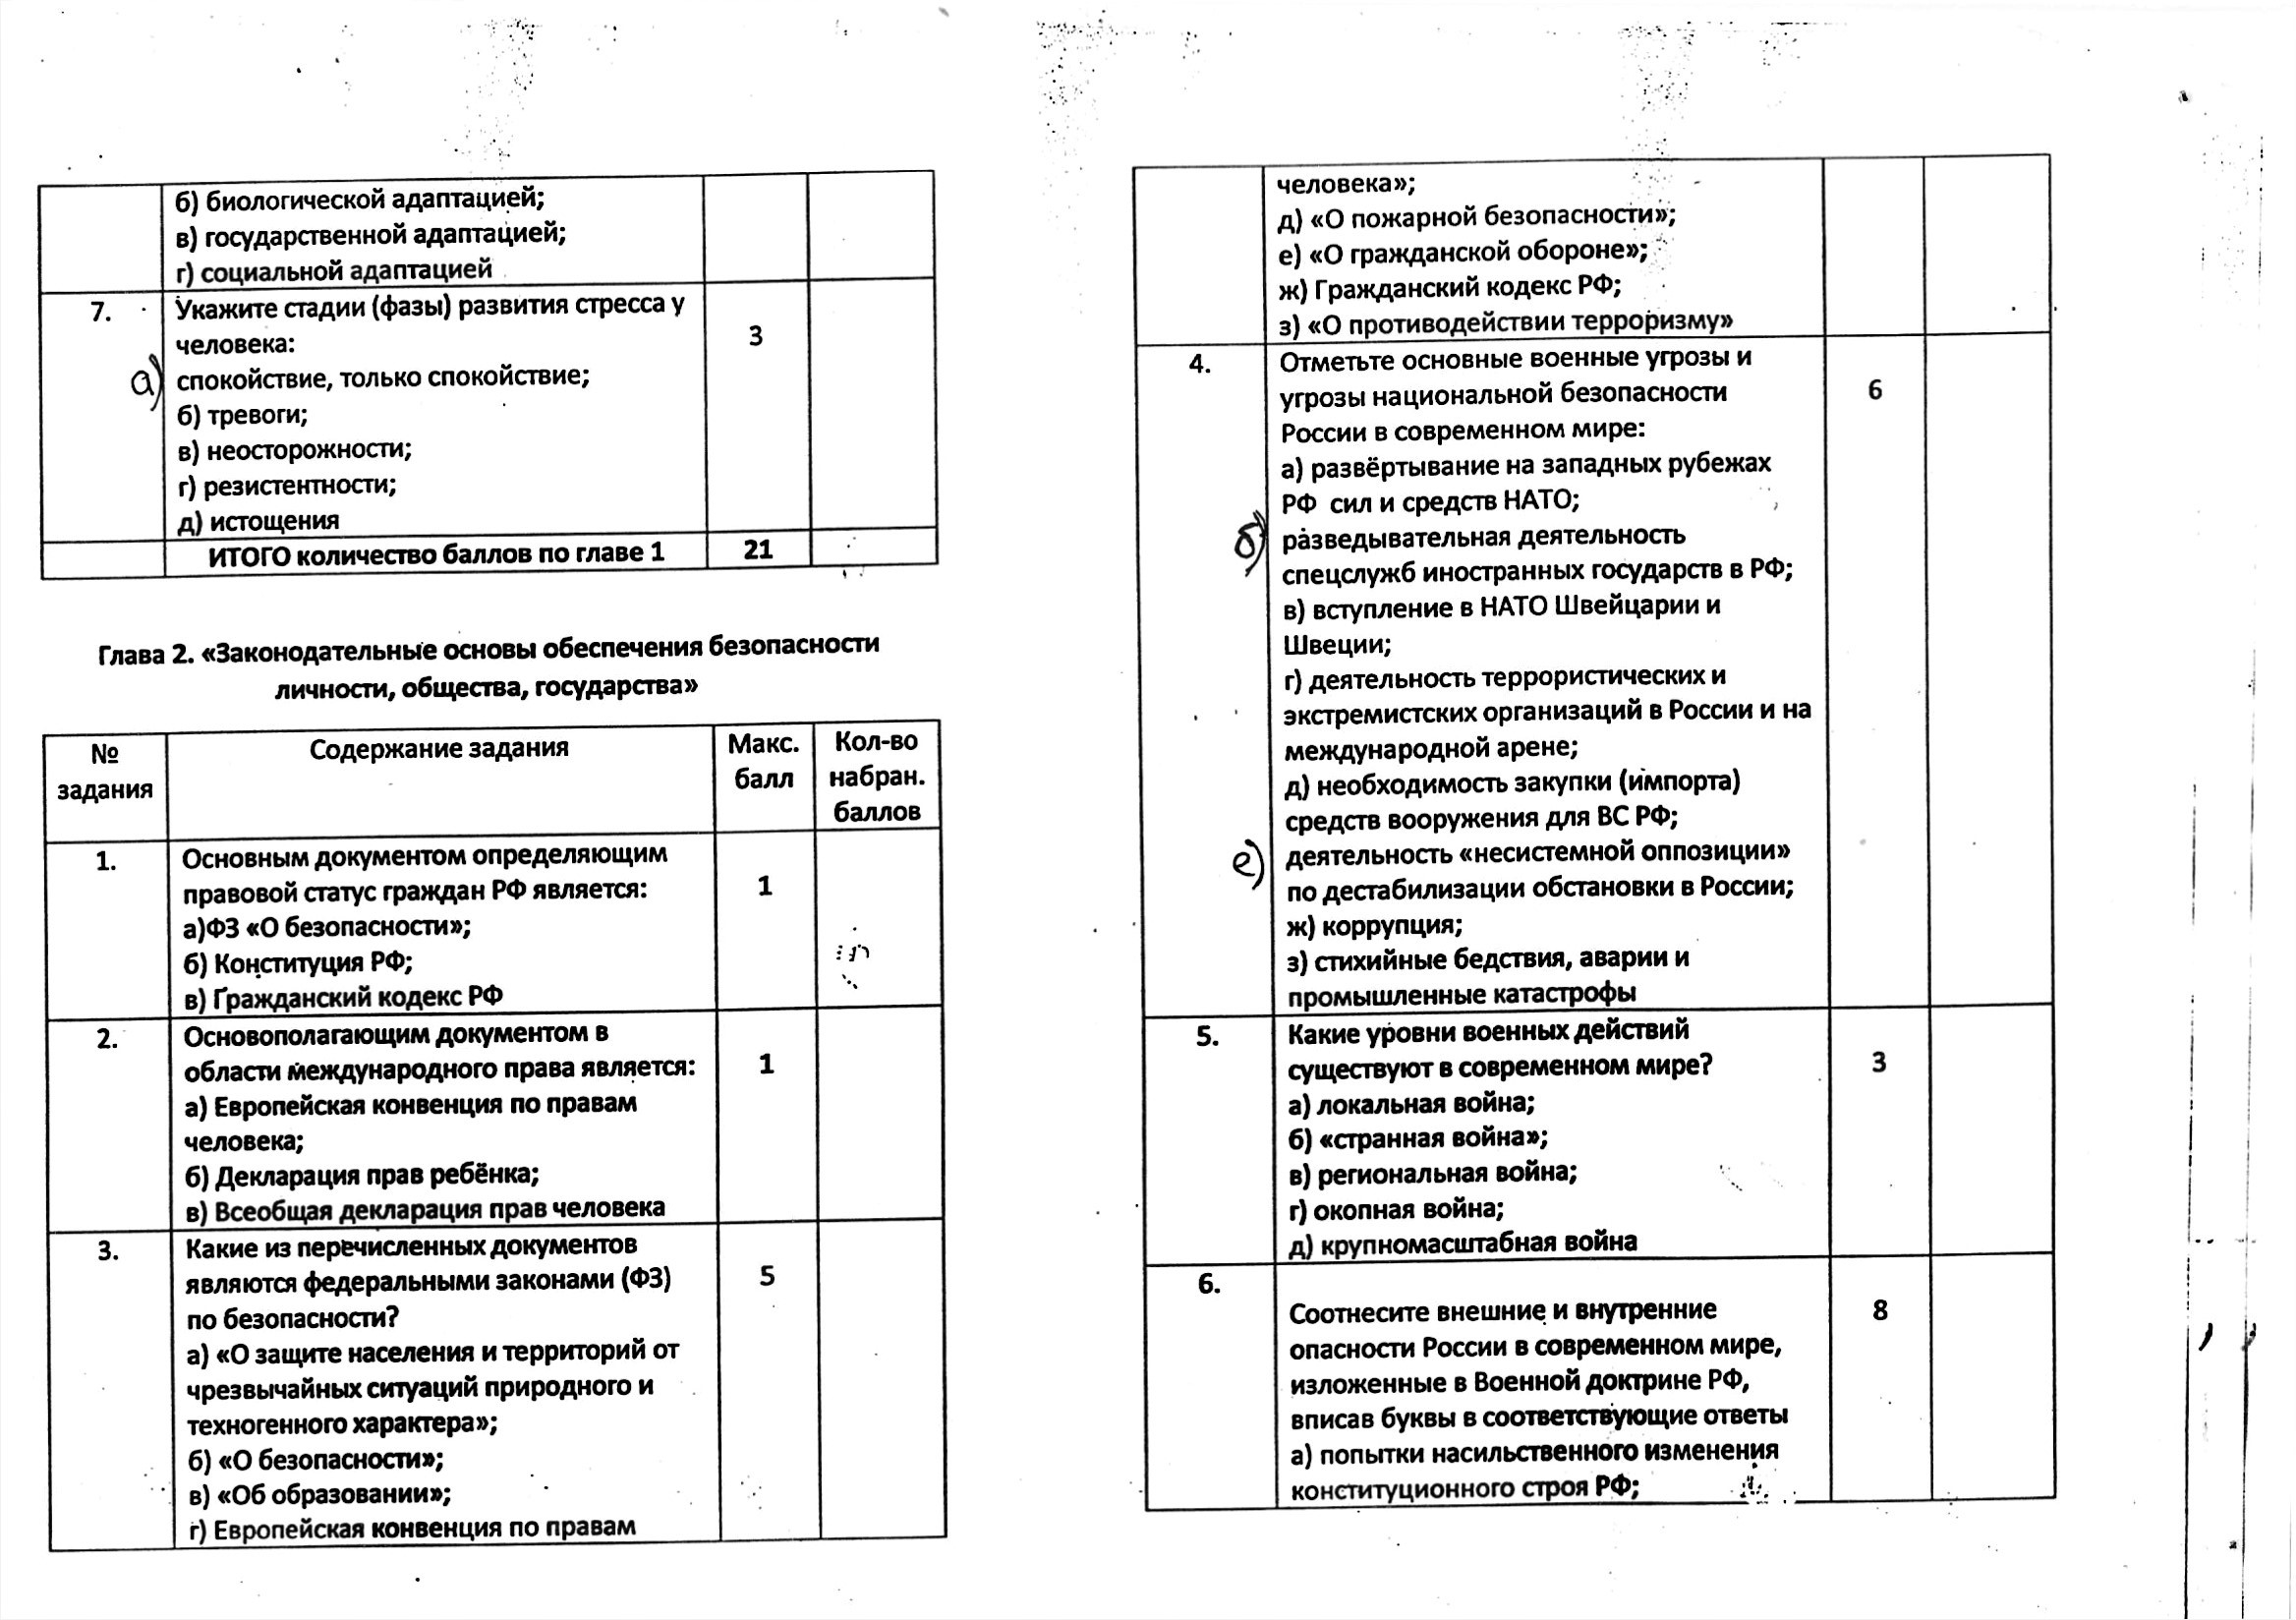 б) биологической адаптацией;
в) государственной адаптацией;
г) социальной адаптацией
7. Укажите стадии (фазы) развития стресса у
3
человека:
а) спокойствие, только спокойствие;
б) тревоги;
в) неосторожности;
г) резистентности;
д) истощения
ИТОГО количество баллов по главе 1 21
Глава 2. «Законодательные основы обеспечения безопасности
личности, общества, государства»
№ Содержание задания Макс. Кол-во
задания балл набран.
баллов
1. Основным документом определяющим
правовой статус граждан РФ является: 1
а)ФЗ «О безопасности»;
б) Конституция РФ;
в) Гражданский кодекс РФ
2. Основополагающим документом в
области международного права является: 1
а) Европейская конвенция по правам
человека;
б) Декларация прав ребёнка;
в) Всеобщая декларация прав человека
3. Какие из перечисленных документов
являются федеральными законами (ФЗ) 5
по безопасности?
а) «О защите населения и территорий от
чрезвычайных ситуаций природного и
техногенного характера»;
б) «О безопасности»;
в) «Об образовании»;
г) Европейская конвенция по правам
человека»;
д) «О пожарной безопасности»;
е) «О гражданской обороне»;
ж) Гражданский кодекс РФ;
з) «О противодействии терроризму»
4. Отметьте основные военные угрозы и
угрозы национальной безопасности 6
России в современном мире:
а) развёртывание на западных рубежах
РФ сил и средств НАТО;
б) разведывательная деятельность
спецслужб иностранных государств в РФ;
в) вступление в НАТО Швейцарии и
Швеции;
г) деятельность террористических и
экстремистских организаций в России и на
международной арене;
д) необходимость закупки (импорта)
средств вооружения для ВС РФ;
е) деятельность «несистемной оппозиции»
по дестабилизации обстановки в России;
ж) коррупция;
з) стихийные бедствия, аварии и
промышленные катастрофы
5. Какие уровни военных действий
существуют в современном мире? 3
а) локальная война;
б) «странная война»;
в) региональная война;
г) окопная война;
д) крупномасштабная война
6.
Соотнесите внешние и внутренние 8
опасности России в современном мире,
изложенные в Военной доктрине РФ,
вписав буквы в соответствующие ответы
а) попытки насильственного изменения
конституционного строя РФ;